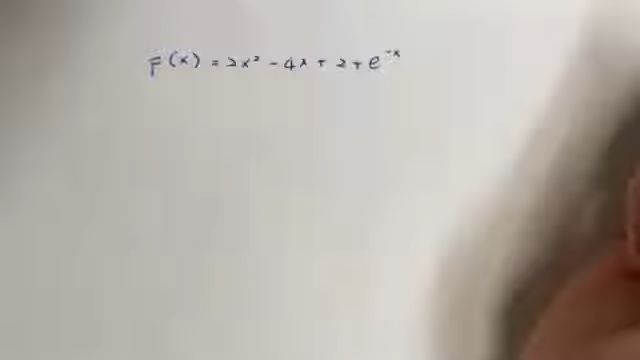 F(x) = 2x² - 4x + 2 + e⁻ˣ